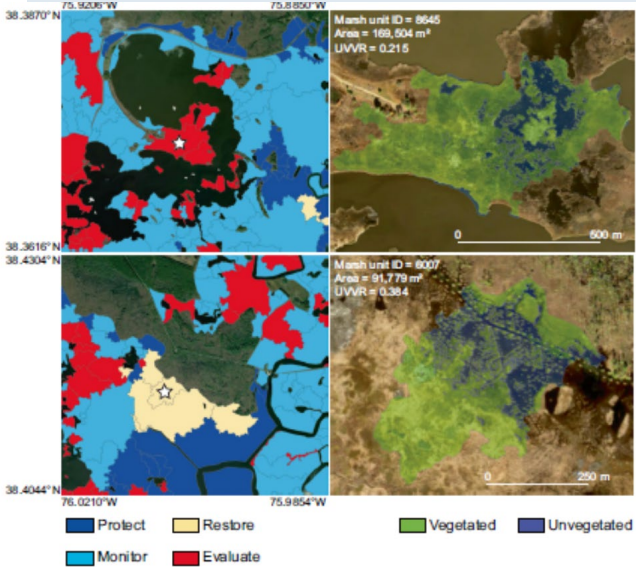 75.9206°W 75.8850°W
38.3870°N
Marsh unit ID = 8645
Area = 169,504 m²
UVVR = 0.215
0 500 m
38.3616°N
38.4304°N
Marsh unit ID = 6007
Area = 91,779 m²
UVVR = 0.384
0 250 m
38.4044°N
76.0210°W 75.9854°W
Protect Restore Vegetated Unvegetated
Monitor Evaluate